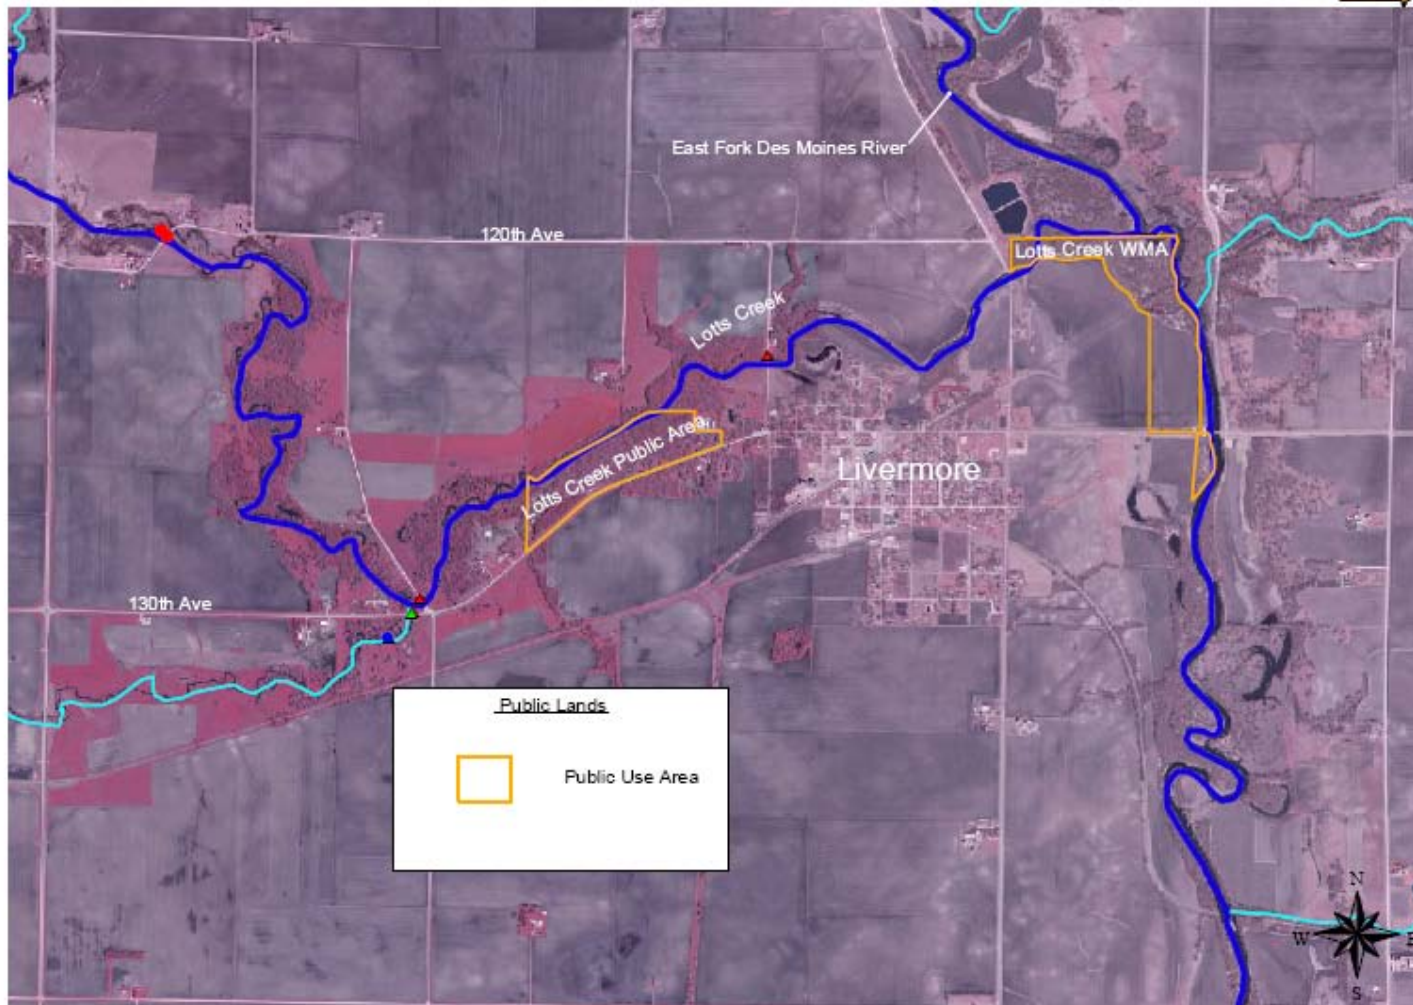 East Fork Des Moines River
120th Ave
Lotts Creek WMA
Lotts Creek
Lotts Creek Public Area
Livermore
130th Ave
Public Lands
Public Use Area
N
W
E
S